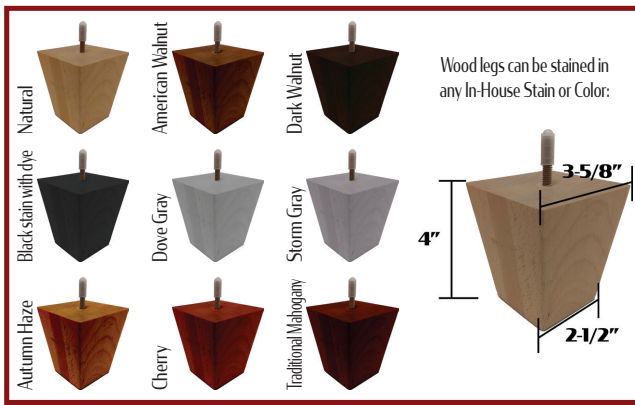 Natural
American Walnut
Dark Walnut
Black stain with dye
Dove Gray
Storm Gray
Autumn Haze
Cherry
Traditional Mahogany
Wood legs can be stained in
any In-House Stain or Color:
3-5/8"
4"
2-1/2"